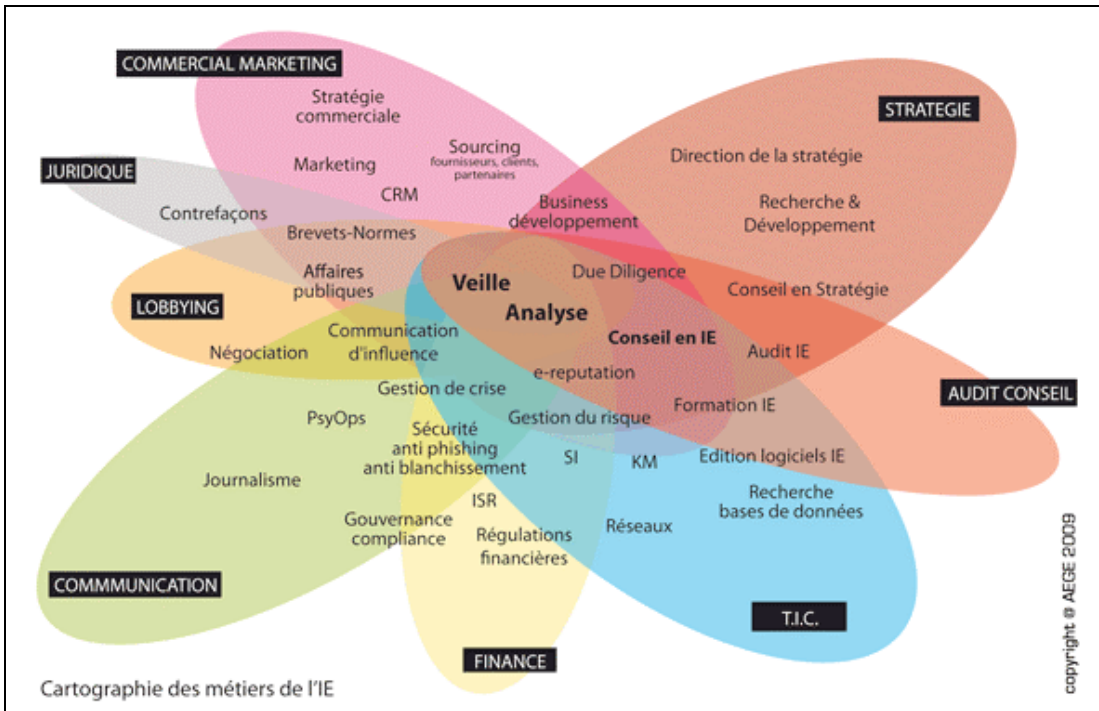 COMMERCIAL MARKETING
Stratégie
commerciale
STRATEGIE
Sourcing
fournisseurs, clients,
partenaires
Direction de la stratégie
Marketing
JURIDIQUE
CRM
Business
développement
Recherche &
Développement
Contrefaçons
Brevets-Normes
Affaires
publiques
Veille
Due Diligence
Conseil en Stratégie
LOBBYING
Analyse
Communication
d'influence
Conseil en IE
Audit IE
Négociation
e-reputation
Gestion de crise
AUDIT CONSEIL
PsyOps
Gestion du risque
Formation IE
Sécurité
anti phishing
anti blanchissement
SI
KM
Edition logiciels IE
Journalisme
ISR
Recherche
bases de données
Gouvernance
compliance
Régulations
financières
Réseaux
COMMMUNICATION
T.I.C.
FINANCE
Cartographie des métiers de l'IE
copyright @ AEGE 2009